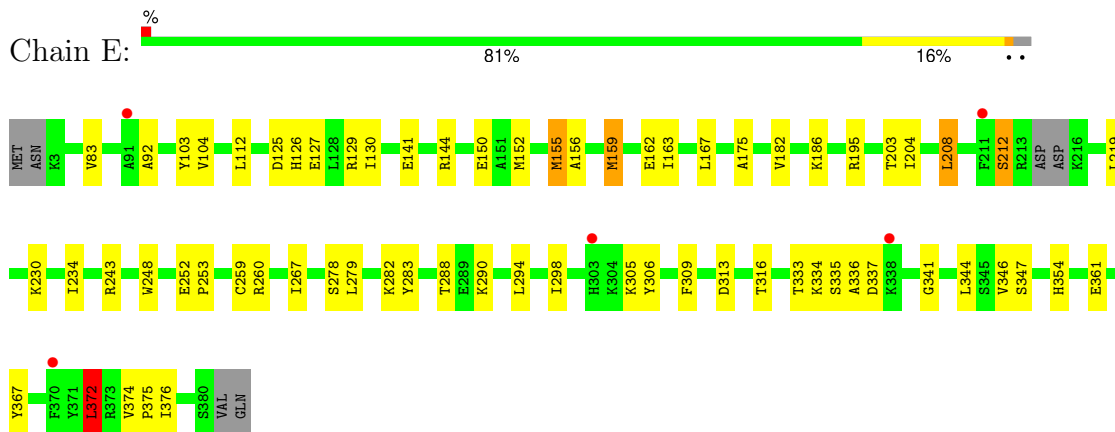 %
Chain E:
81% 16% • •
MET ASN K3 V83 A91 A92 Y103 V104 L112 D125 H126 E127 L128 R129 I130 E141 R144 E150 A151 M152 M155 A156 M159 E162 I163 L167 A175 V182 K186 R195 T203 I204 L208 F211 S212 R213 ASP ASP K216
K230 I234 R243 W248 E252 P253 C259 R260 I267 S278 L279 K282 Y283 T288 E289 K290 L294 I298 H303 K304 K305 Y306 F309 D313 T316 T333 K334 S335 A336 D337 K338 G341 L344 S345 V346 S347 H354 E361
Y367 F370 Y371 L372 R373 V374 P375 I376 S380 VAL GLN